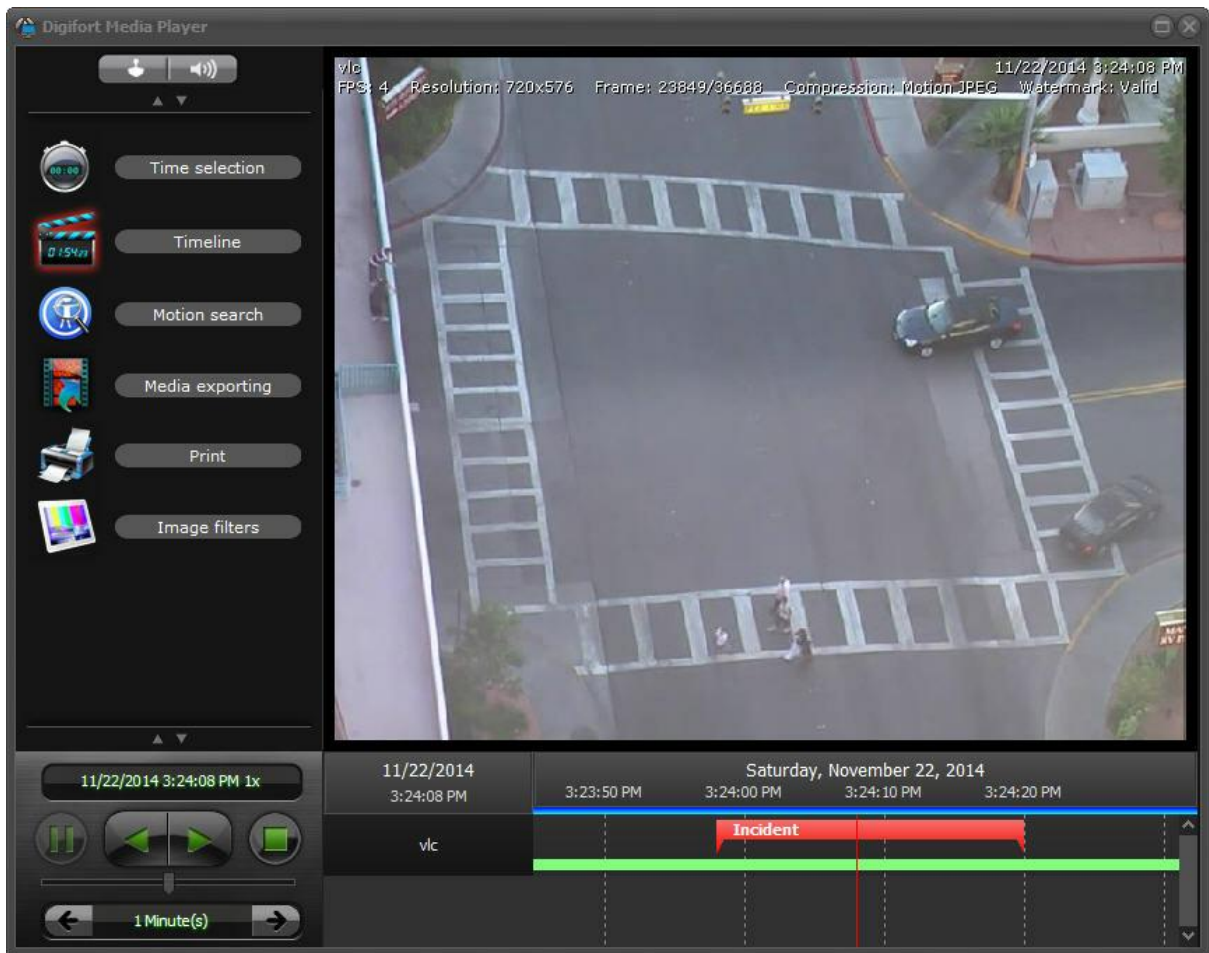 Digifort Media Player
vlc
11/22/2014 3:24:08 PM
FPS: 4 Resolution: 720x576 Frame: 23849/36688 Compression: Motion JPEG Watermark: Valid
00:00
Time selection
Timeline
Motion search
Media exporting
Print
Image filters
11/22/2014 3:24:08 PM 1x
1 Minute(s)
11/22/2014
3:24:08 PM
Saturday, November 22, 2014
3:23:50 PM 3:24:00 PM 3:24:10 PM 3:24:20 PM
vlc
Incident